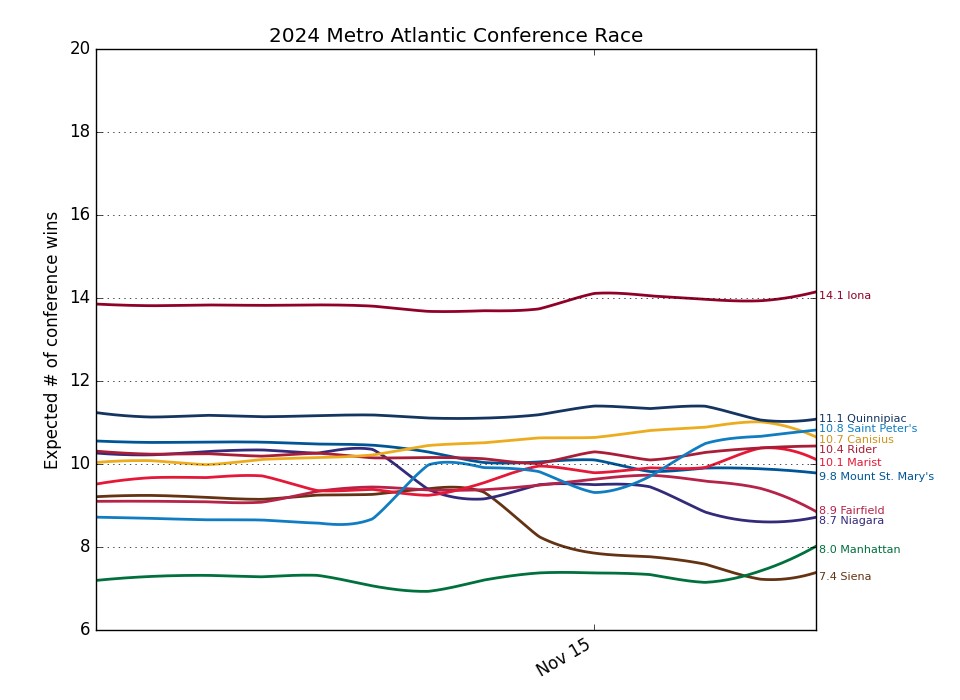 2024 Metro Atlantic Conference Race
Expected # of conference wins
20
18
16
14
12
10
8
6
14.1 Iona
11.1 Quinnipiac
10.8 Saint Peter's
10.7 Canisius
10.4 Rider
10.1 Marist
9.8 Mount St. Mary's
8.9 Fairfield
8.7 Niagara
8.0 Manhattan
7.4 Siena
Nov 15